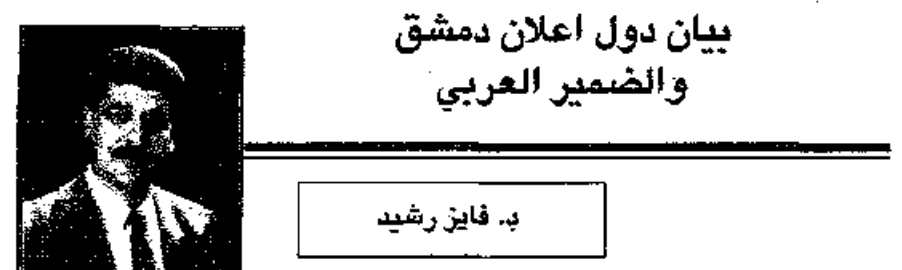 بيان دول اعلان دمشق
والضمير العربي
د. فايز رشيد